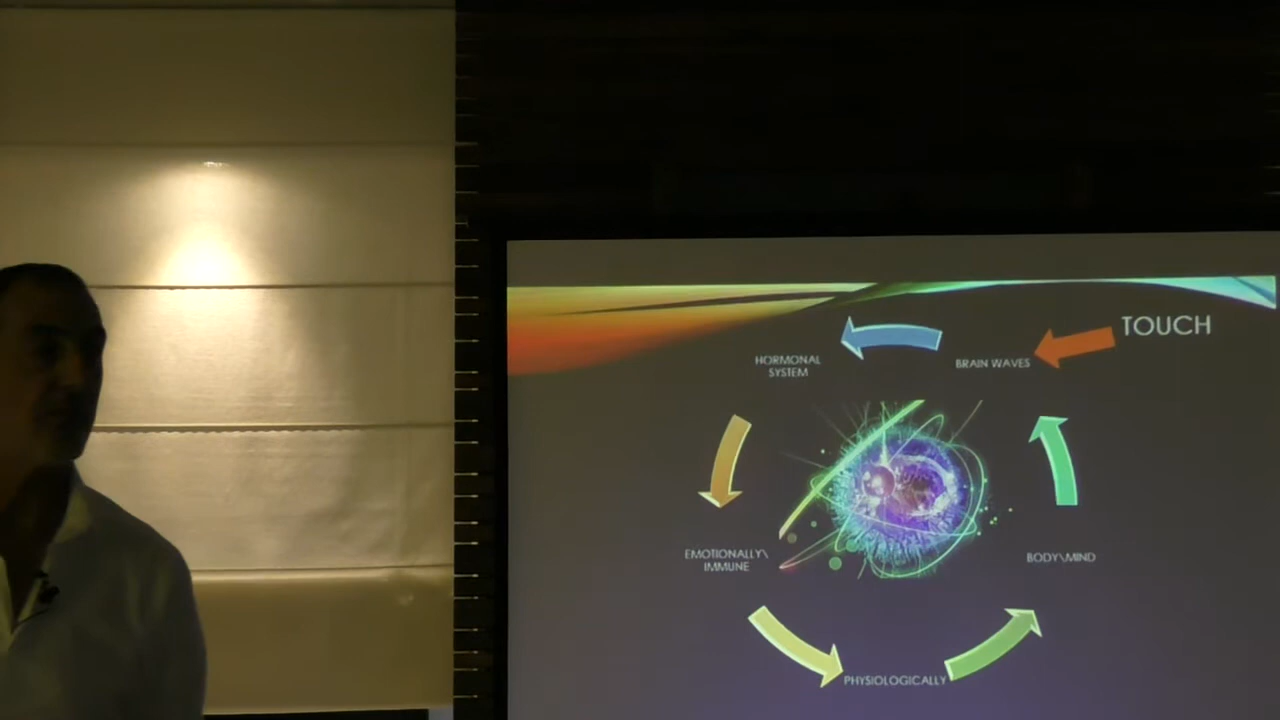 TOUCH
BRAIN WAVES
HORMONAL
SYSTEM
EMOTIONALLY\
IMMUNE
PHYSIOLOGICALLY
BODY\MIND